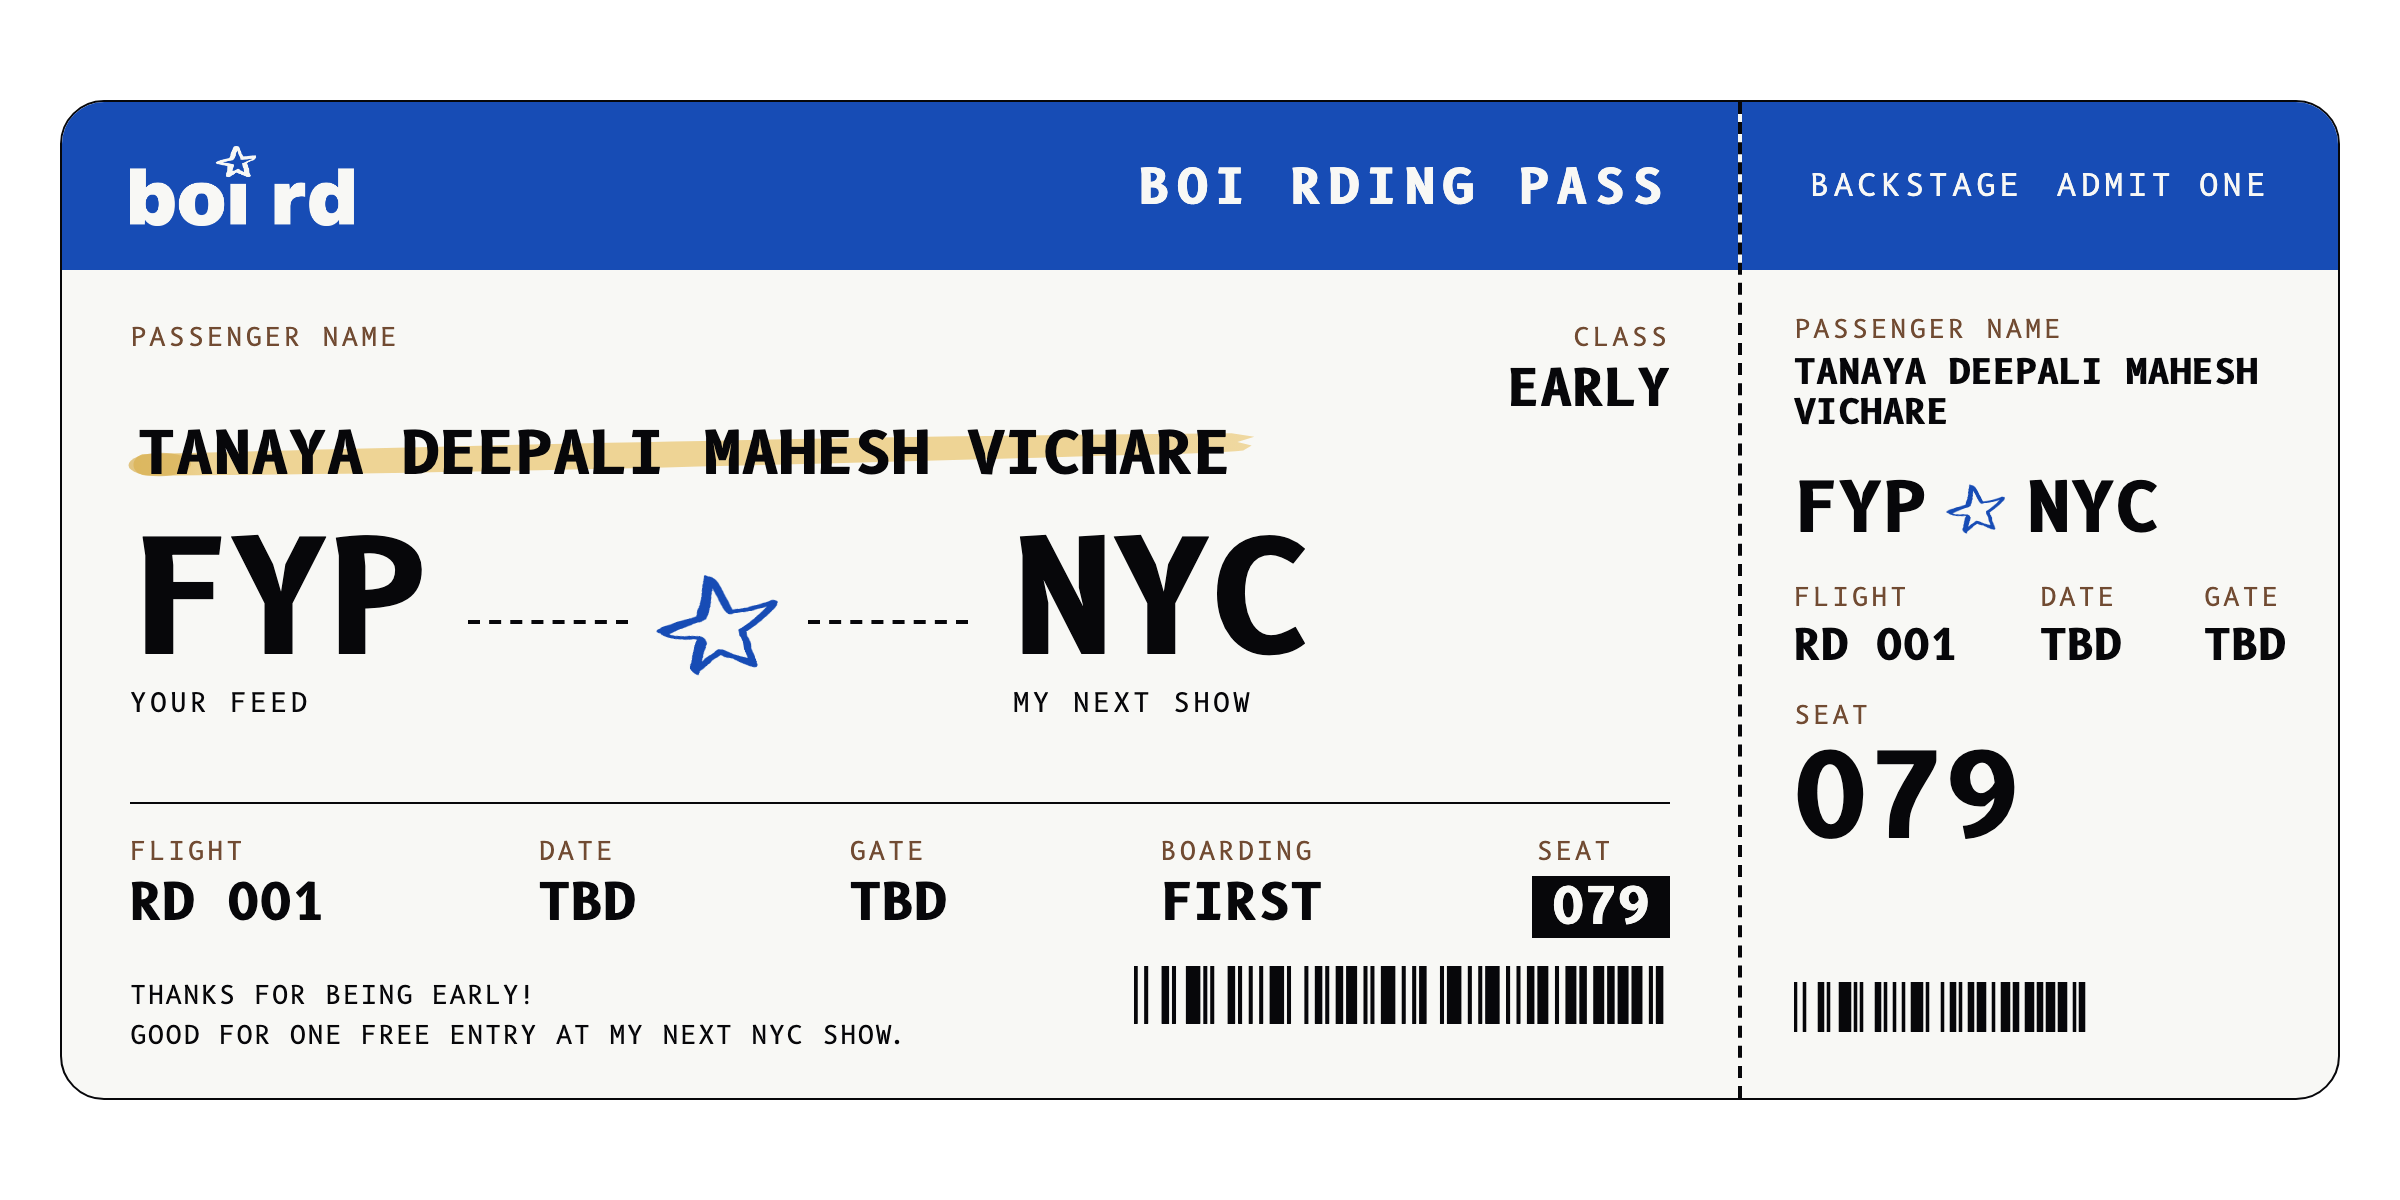 boi rd
BOI RDING PASS
PASSENGER NAME
CLASS
EARLY
TANAYA DEEPALI MAHESH VICHARE
FYP NYC
YOUR FEED MY NEXT SHOW
FLIGHT DATE GATE BOARDING SEAT
RD 001 TBD TBD FIRST 079
THANKS FOR BEING EARLY!
GOOD FOR ONE FREE ENTRY AT MY NEXT NYC SHOW.
BACKSTAGE ADMIT ONE
PASSENGER NAME
TANAYA DEEPALI MAHESH
VICHARE
FYP NYC
FLIGHT DATE GATE
RD 001 TBD TBD
SEAT
079